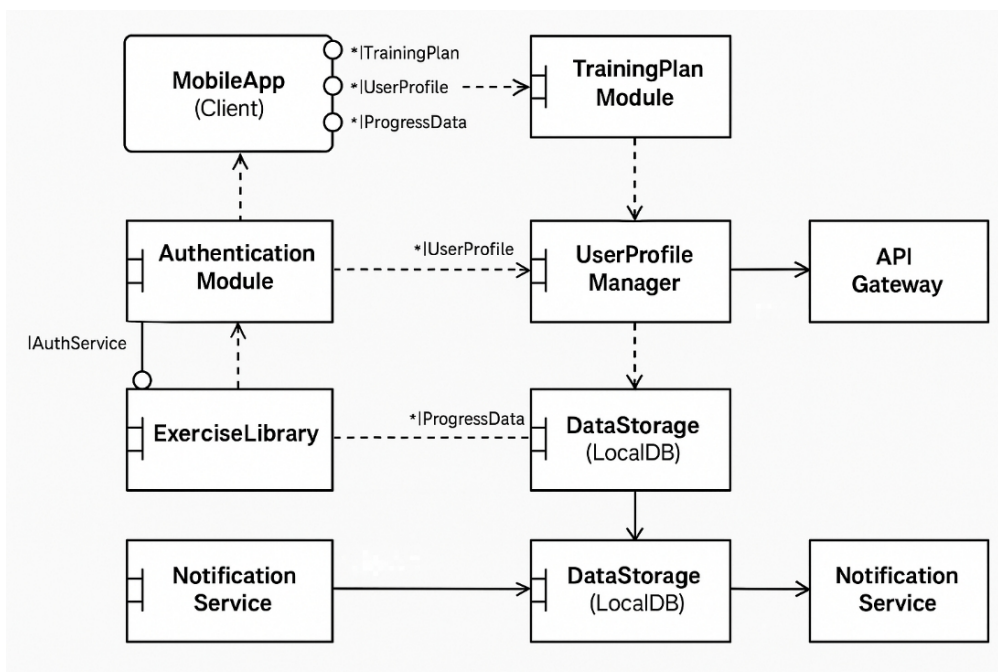 MobileApp
(Client)
*|TrainingPlan
*|UserProfile
*|ProgressData
TrainingPlan
Module
Authentication
Module
*|UserProfile
UserProfile
Manager
API
Gateway
|AuthService
ExerciseLibrary
*|ProgressData
DataStorage
(LocalDB)
Notification
Service
DataStorage
(LocalDB)
Notification
Service